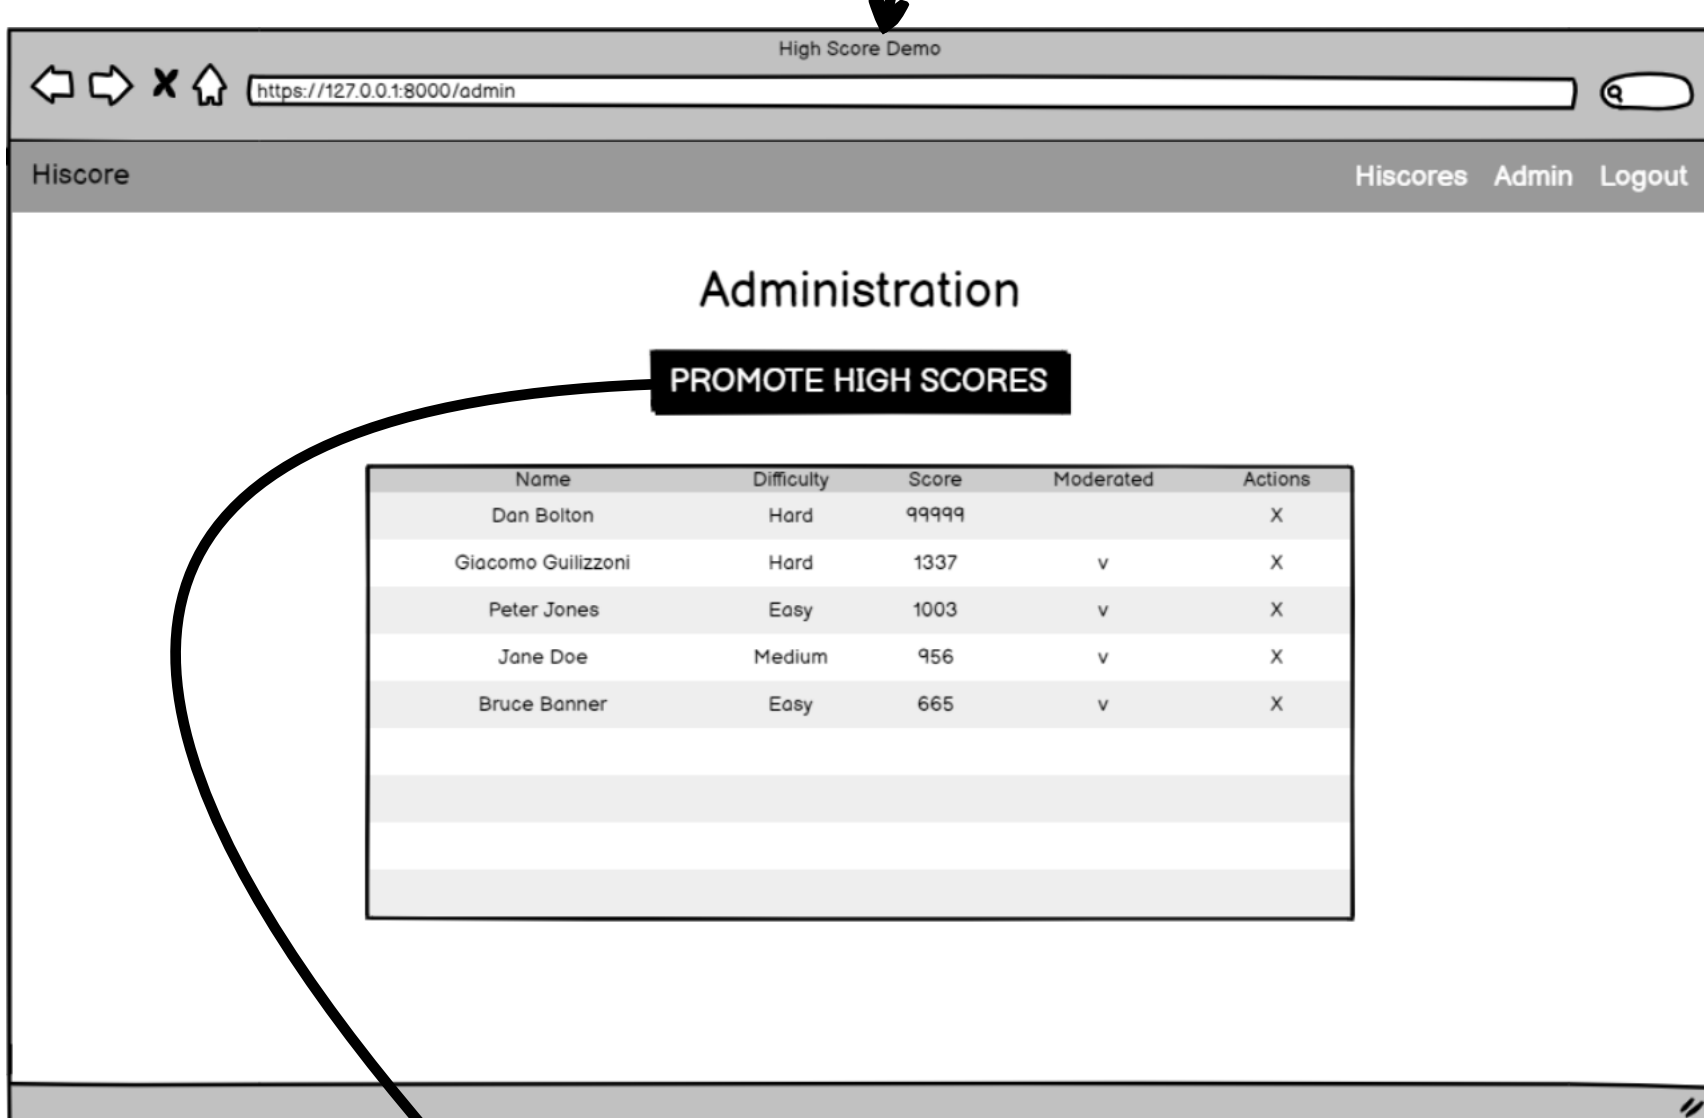 High Score Demo
https://127.0.0.1:8000/admin
Hiscore Hiscores Admin Logout
Administration
PROMOTE HIGH SCORES
Name Difficulty Score Moderated Actions
Dan Bolton Hard 99999 X
Giacomo Guilizzoni Hard 1337 v X
Peter Jones Easy 1003 v X
Jane Doe Medium 956 v X
Bruce Banner Easy 665 v X